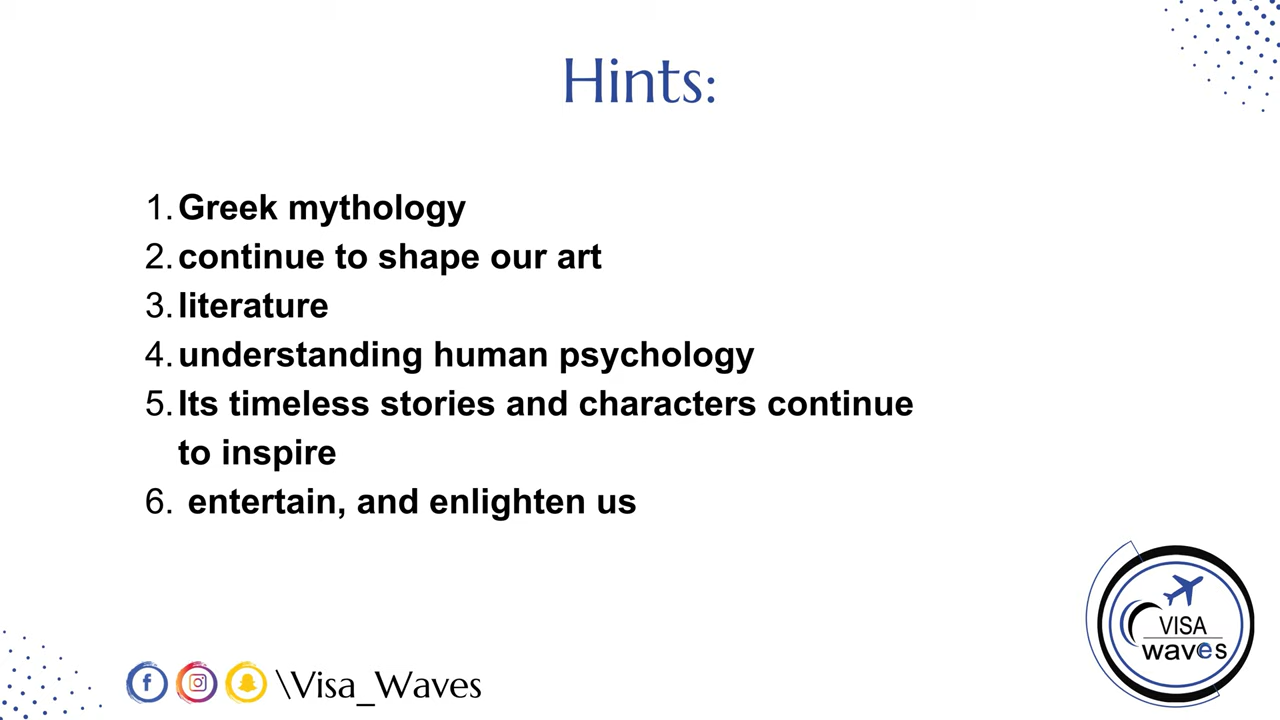 Hints:
1. Greek mythology
2. continue to shape our art
3. literature
4. understanding human psychology
5. Its timeless stories and characters continue
to inspire
6. entertain, and enlighten us
\Visa_Waves
VISA
waves